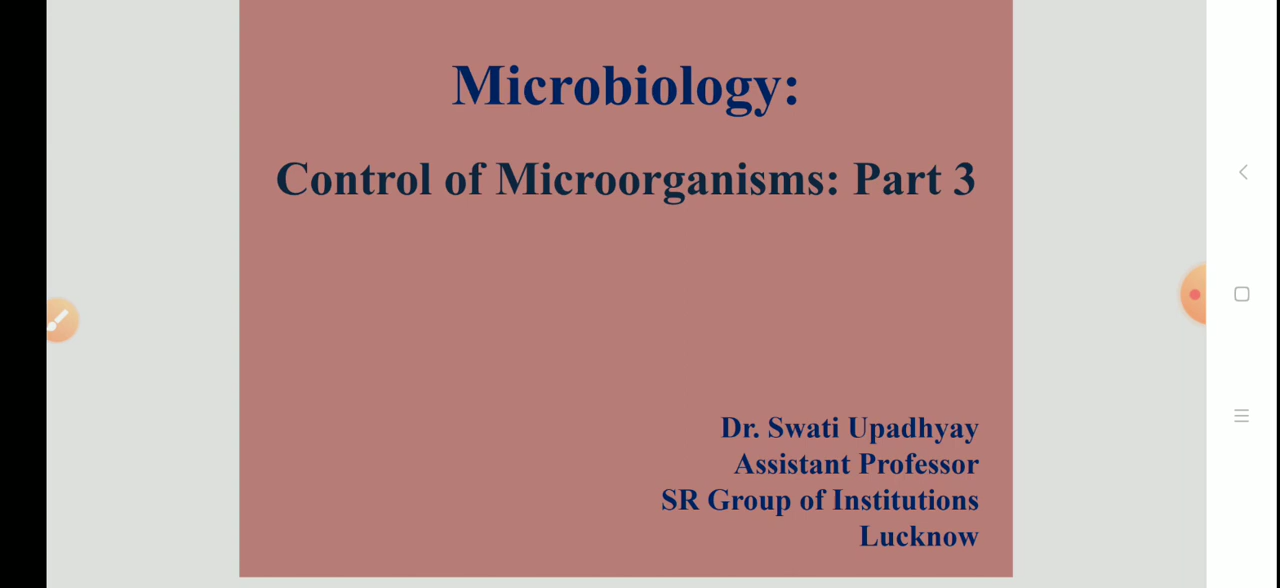 Microbiology:
Control of Microorganisms: Part 3
Dr. Swati Upadhyay
Assistant Professor
SR Group of Institutions
Lucknow